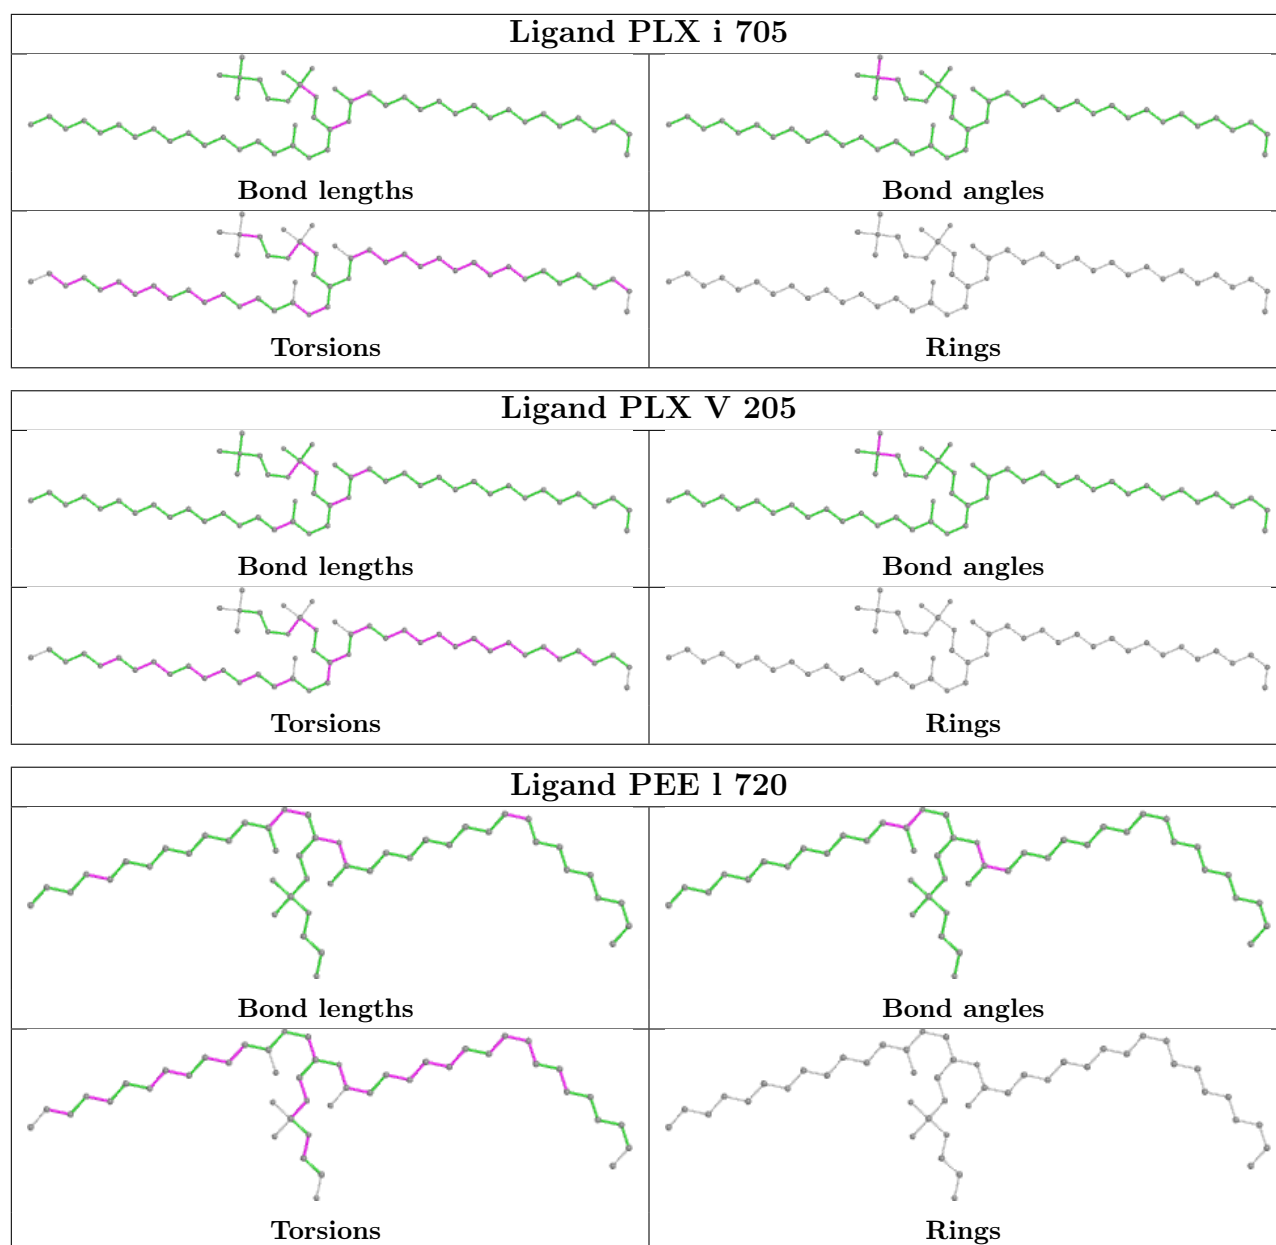 Ligand PLX i 705
Bond lengths
Bond angles
Torsions
Rings
Ligand PLX V 205
Bond lengths
Bond angles
Torsions
Rings
Ligand PEE l 720
Bond lengths
Bond angles
Torsions
Rings